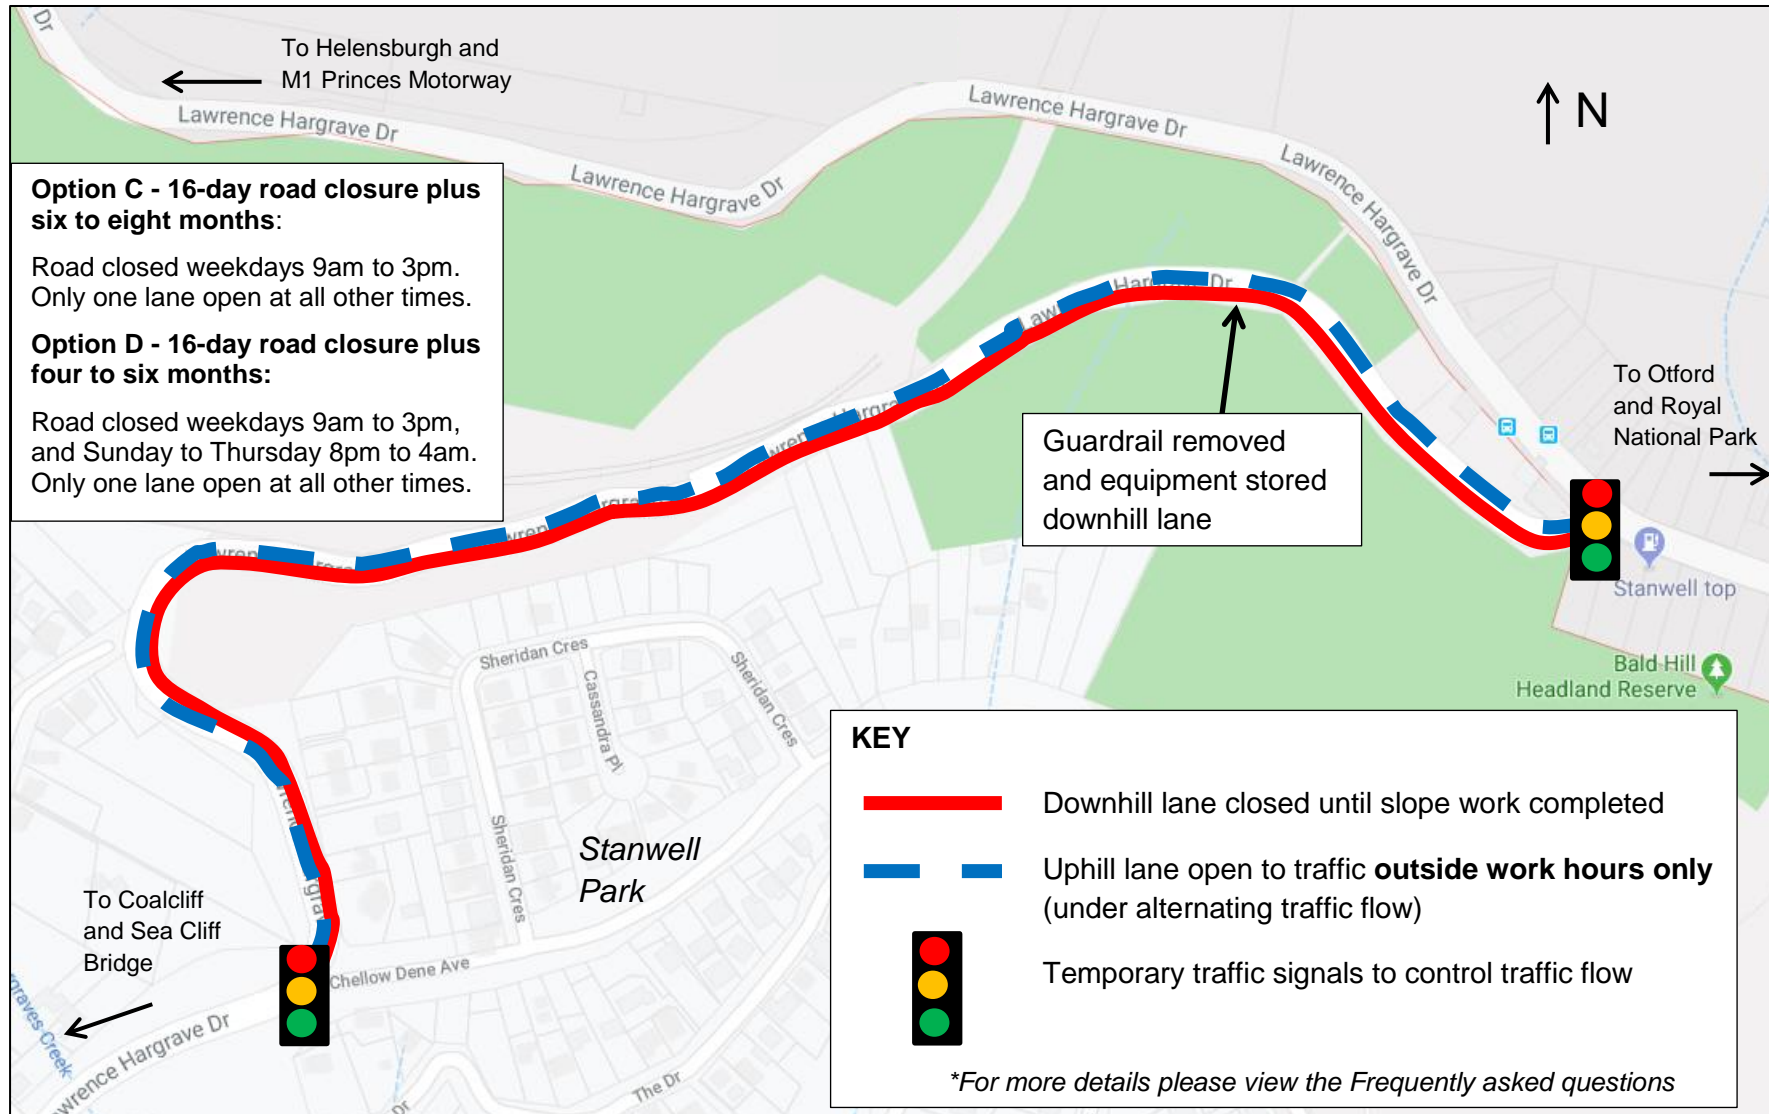 Dr
To Helensburgh and
M1 Princes Motorway
N
Lawrence Hargrave Dr
Lawrence Hargrave Dr
Lawrence Hargrave Dr
Lawrence Hargrave Dr
Option C - 16-day road closure plus
six to eight months:
Road closed weekdays 9am to 3pm.
Only one lane open at all other times.
Option D - 16-day road closure plus
four to six months:
Road closed weekdays 9am to 3pm,
and Sunday to Thursday 8pm to 4am.
Only one lane open at all other times.
To Otford
and Royal
National Park
Guardrail removed
and equipment stored
downhill lane
Stanwell top
Bald Hill
Headland Reserve
Sheridan Cres
Cassandra Pl
Sheridan Cres
Sheridan Cres
Stanwell
Park
To Coalcliff
and Sea Cliff
Bridge
Chellow Dene Ave
wrence Hargrave Dr
graves Creek
The Dr
Dr
KEY
Downhill lane closed until slope work completed
Uphill lane open to traffic outside work hours only
(under alternating traffic flow)
Temporary traffic signals to control traffic flow
*For more details please view the Frequently asked questions